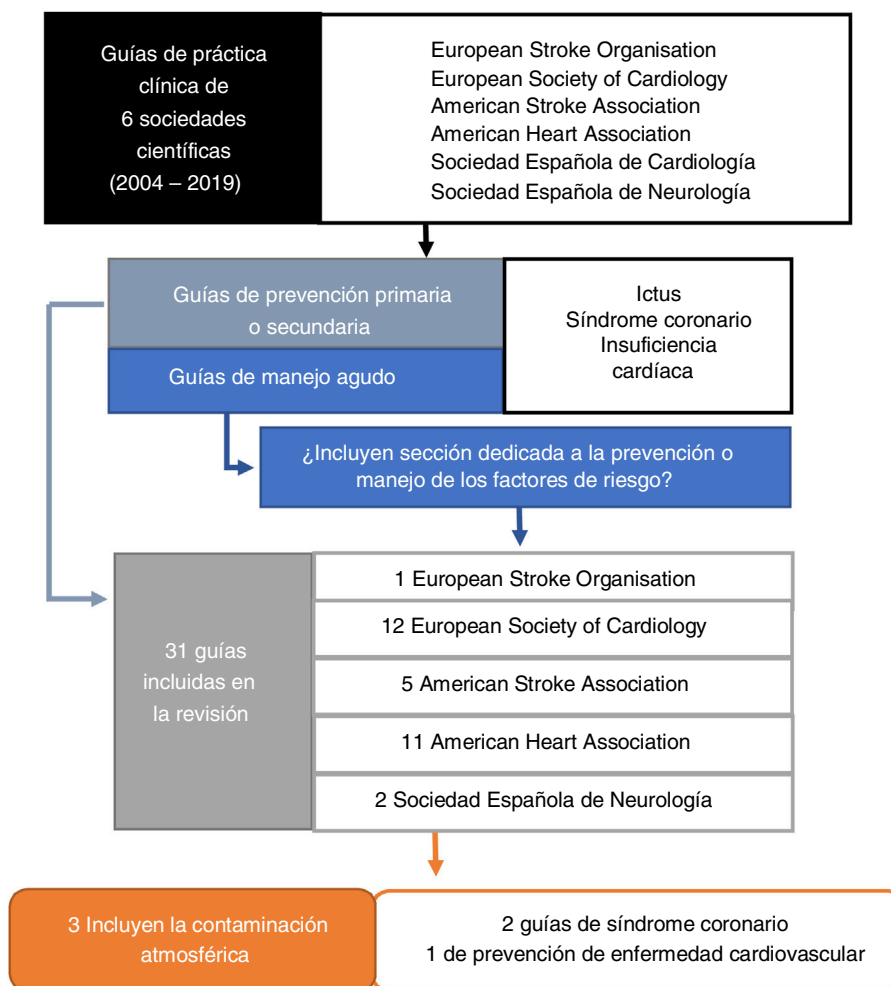 Guías de práctica
clínica de
6 sociedades
científicas
(2004 – 2019)
European Stroke Organisation
European Society of Cardiology
American Stroke Association
American Heart Association
Sociedad Española de Cardiología
Sociedad Española de Neurología
Guías de prevención primaria
o secundaria
Guías de manejo agudo
Ictus
Síndrome coronario
Insuficiencia
cardíaca
¿Incluyen sección dedicada a la prevención o
manejo de los factores de riesgo?
31 guías
incluidas en
la revisión
1 European Stroke Organisation
12 European Society of Cardiology
5 American Stroke Association
11 American Heart Association
2 Sociedad Española de Neurología
3 Incluyen la contaminación
atmosférica
2 guías de síndrome coronario
1 de prevención de enfermedad cardiovascular